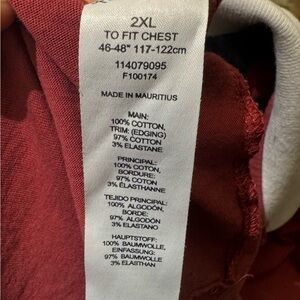 2XL
TO FIT CHEST
46-48" 117-122cm
114079095
F100174
MADE IN MAURITIUS
MAIN:
100% COTTON,
TRIM: (EDGING)
97% COTTON
3% ELASTANE
PRINCIPAL:
100% COTON,
BORDURE:
97% COTON
3% ÉLASTHANNE
TEJIDO PRINCIPAL:
100% ALGODÓN,
BORDE:
97% ALGODÓN
3% ELASTANO
HAUPTSTOFF:
100% BAUMWOLLE,
EINFASSUNG:
97% BAUMWOLLE
3% ELASTHAN